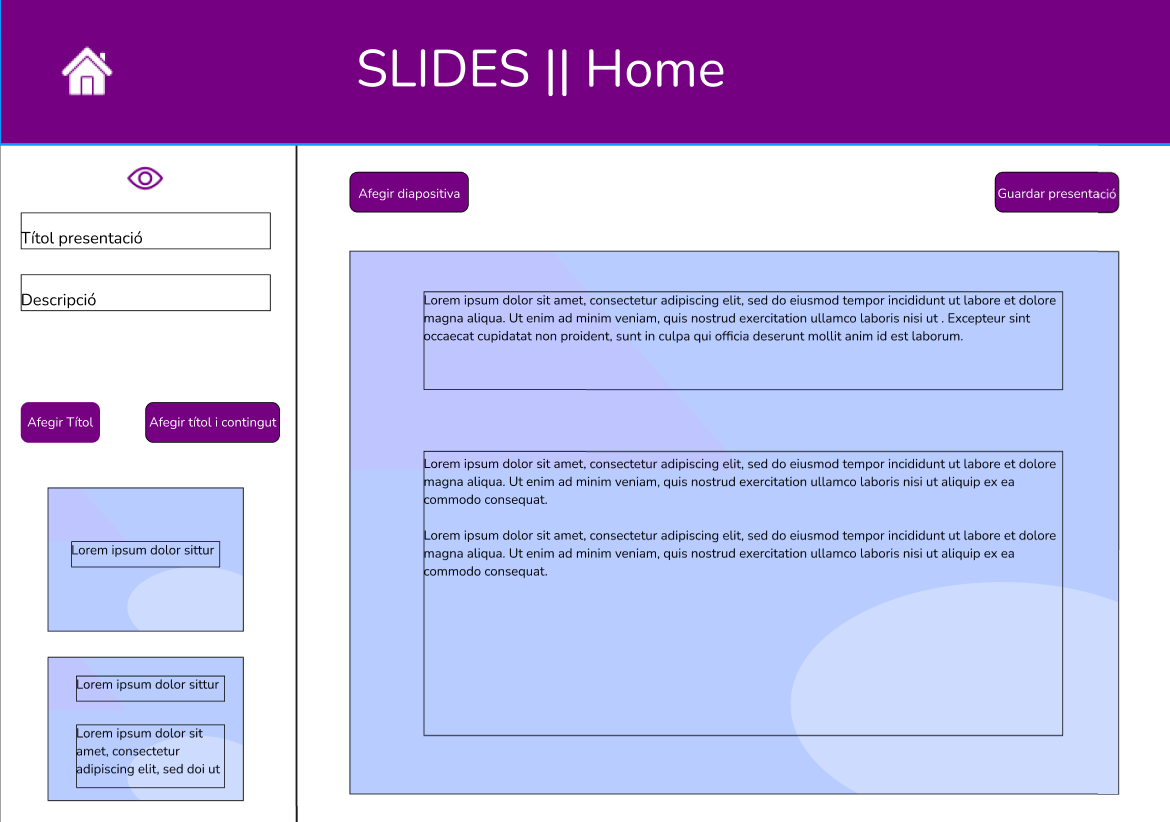 SLIDES || Home
Títol presentació
Descripció
Afegir Títol
Afegir títol i contingut
Lorem ipsum dolor sittur
Lorem ipsum dolor sittur
Lorem ipsum dolor sit
amet, consectetur
adipiscing elit, sed doi ut
Afegir diapositiva
Guardar presentació
Lorem ipsum dolor sit amet, consectetur adipiscing elit, sed do eiusmod tempor incididunt ut labore et dolore
magna aliqua. Ut enim ad minim veniam, quis nostrud exercitation ullamco laboris nisi ut . Excepteur sint
occaecat cupidatat non proident, sunt in culpa qui officia deserunt mollit anim id est laborum.
Lorem ipsum dolor sit amet, consectetur adipiscing elit, sed do eiusmod tempor incididunt ut labore et dolore
magna aliqua. Ut enim ad minim veniam, quis nostrud exercitation ullamco laboris nisi ut aliquip ex ea
commodo consequat.
Lorem ipsum dolor sit amet, consectetur adipiscing elit, sed do eiusmod tempor incididunt ut labore et dolore
magna aliqua. Ut enim ad minim veniam, quis nostrud exercitation ullamco laboris nisi ut aliquip ex ea
commodo consequat.